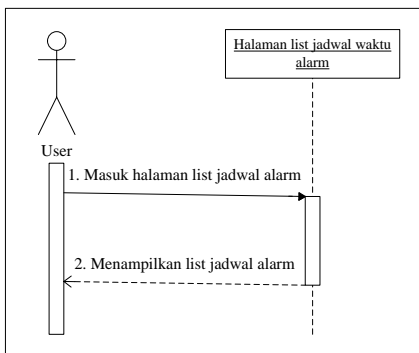 Halaman list jadwal waktu
alarm
User
1. Masuk halaman list jadwal alarm
2. Menampilkan list jadwal alarm